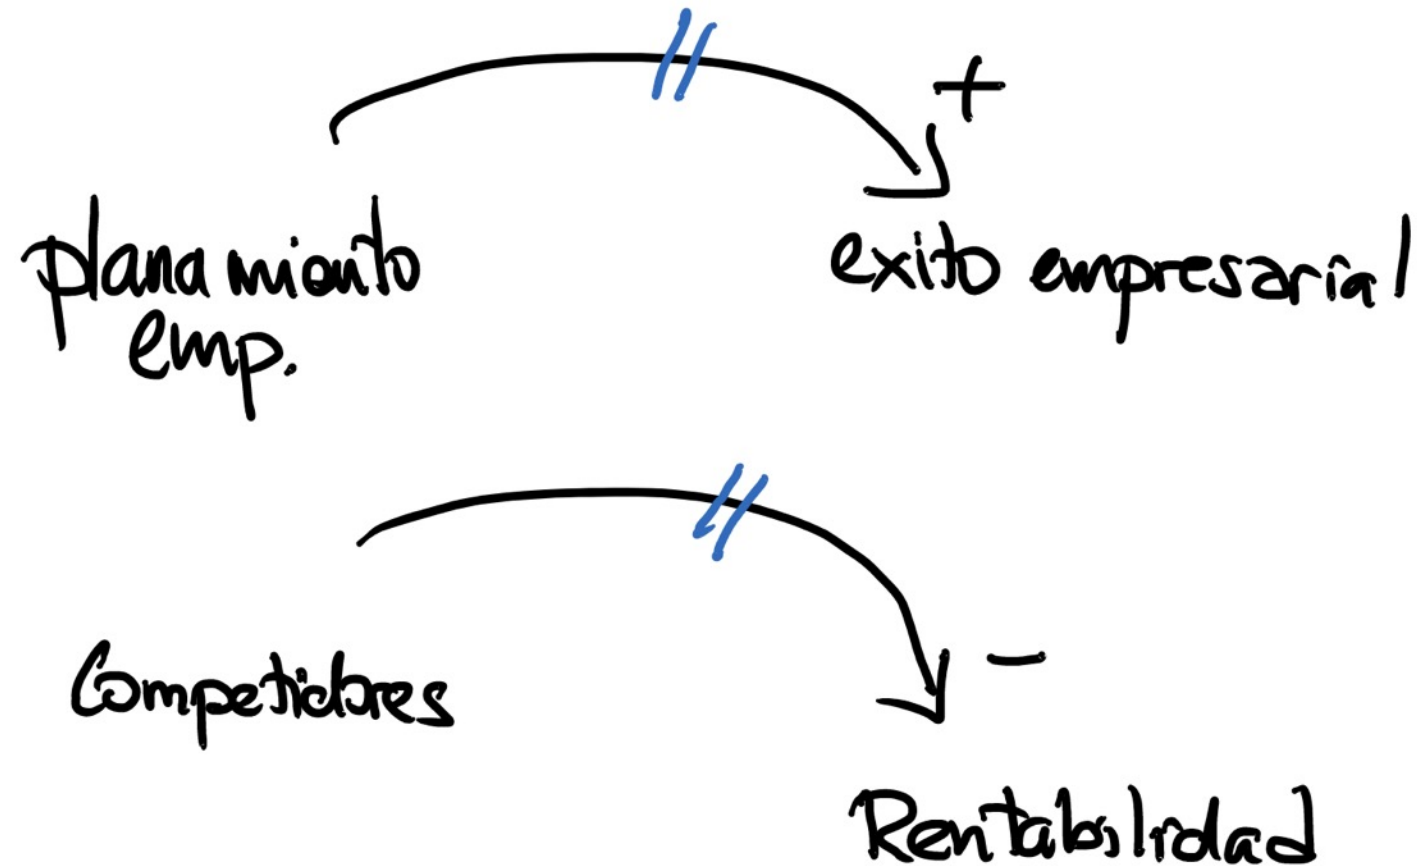 +
planamiento
emp.
exito empresarial
Competidores
-
Rentabilidad